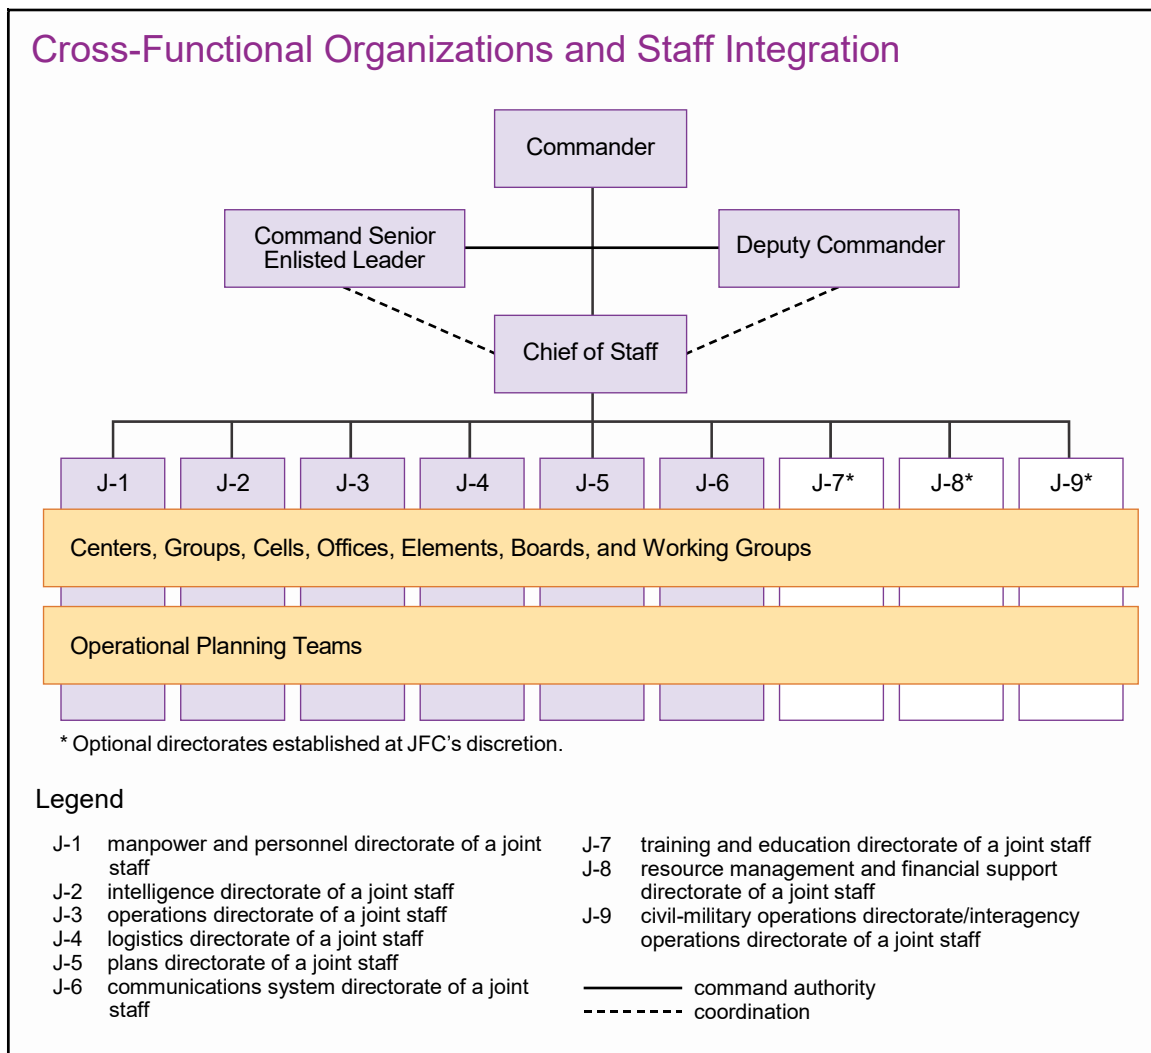 Cross-Functional Organizations and Staff Integration
Commander
Command Senior
Enlisted Leader
Deputy Commander
Chief of Staff
J-1 J-2 J-3 J-4 J-5 J-6 J-7* J-8* J-9*
Centers, Groups, Cells, Offices, Elements, Boards, and Working Groups
Operational Planning Teams
* Optional directorates established at JFC's discretion.
Legend
J-1 manpower and personnel directorate of a joint
staff
J-2 intelligence directorate of a joint staff
J-3 operations directorate of a joint staff
J-4 logistics directorate of a joint staff
J-5 plans directorate of a joint staff
J-6 communications system directorate of a joint
staff
J-7 training and education directorate of a joint staff
J-8 resource management and financial support
directorate of a joint staff
J-9 civil-military operations directorate/interagency
operations directorate of a joint staff
command authority
coordination